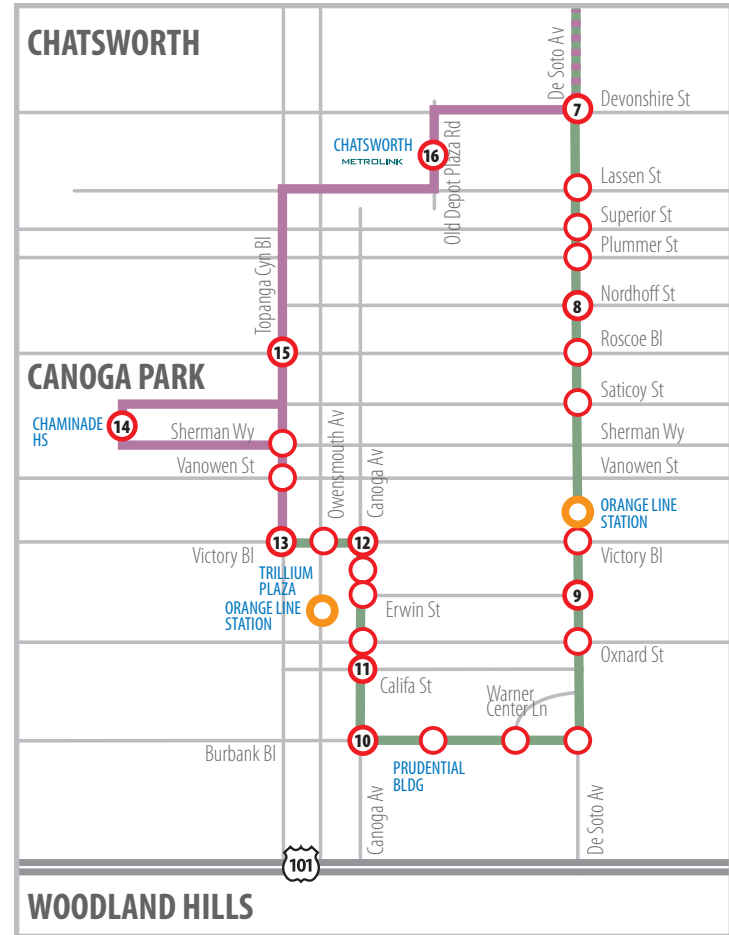 CHATSWORTH
De Soto Av
7
Devonshire St
CHATSWORTH
METROLINK
16
Old Depot Plaza Rd
Lassen St
Superior St
Plummer St
Topanga Cyn Bl
8
Nordhoff St
15
Roscoe Bl
CANOGA PARK
Saticoy St
CHAMINADE
HS
14
Sherman Wy
Sherman Wy
Vanowen St
Vanowen St
Owensmouth Av
Canoga Av
ORANGE LINE
STATION
13
12
Victory Bl
Victory Bl
TRILLIUM
PLAZA
ORANGE LINE
STATION
9
Erwin St
Oxnard St
11
Califa St
Warner
Center Ln
10
Burbank Bl
PRUDENTIAL
BLDG
Canoga Av
De Soto Av
101
WOODLAND HILLS